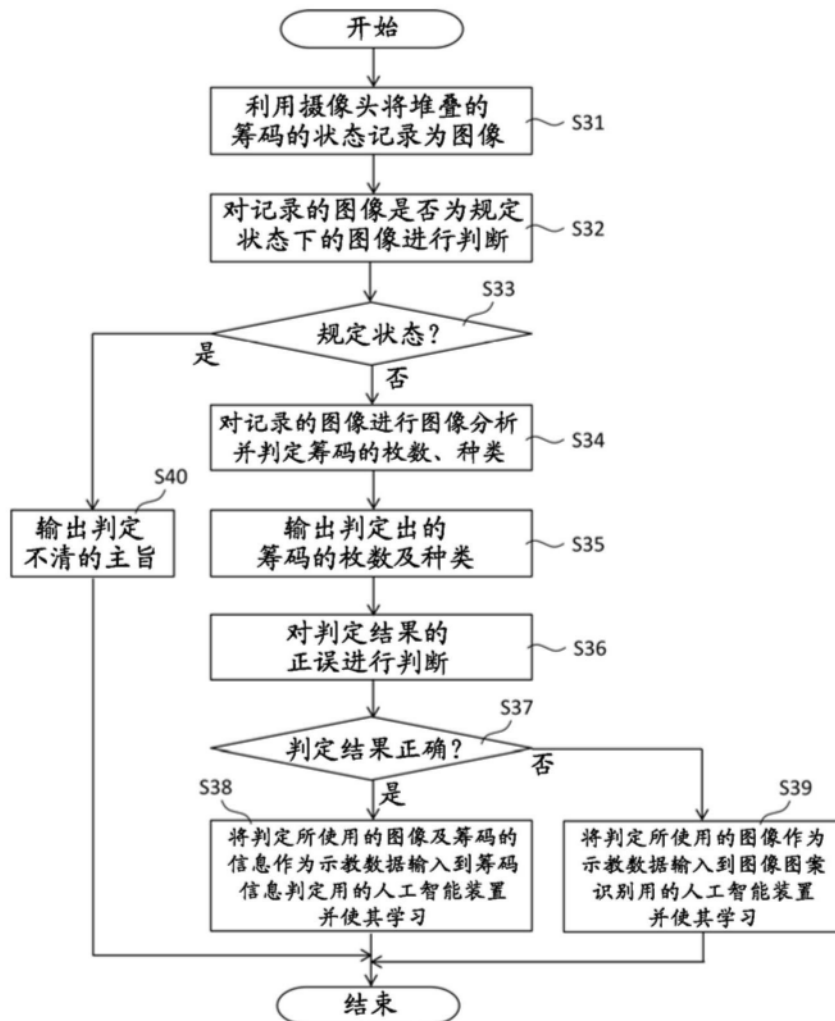 开始
利用摄像头将堆叠的
筹码的状态记录为图像
S31
对记录的图像是否为规定
状态下的图像进行判断
S32
S33
规定状态？
是
否
对记录的图像进行图像分析
并判定筹码的枚数、种类
S34
S40
输出判定
不清的主旨
输出判定出的
筹码的枚数及种类
S35
对判定结果的
正误进行判断
S36
S37
判定结果正确？
否
是
S38
将判定所使用的图像及筹码的
信息作为示教数据输入到筹码
信息判定用的人工智能装置
并使其学习
S39
将判定所使用的图像作为
示教数据输入到图像图案
识别用的人工智能装置
并使其学习
结束